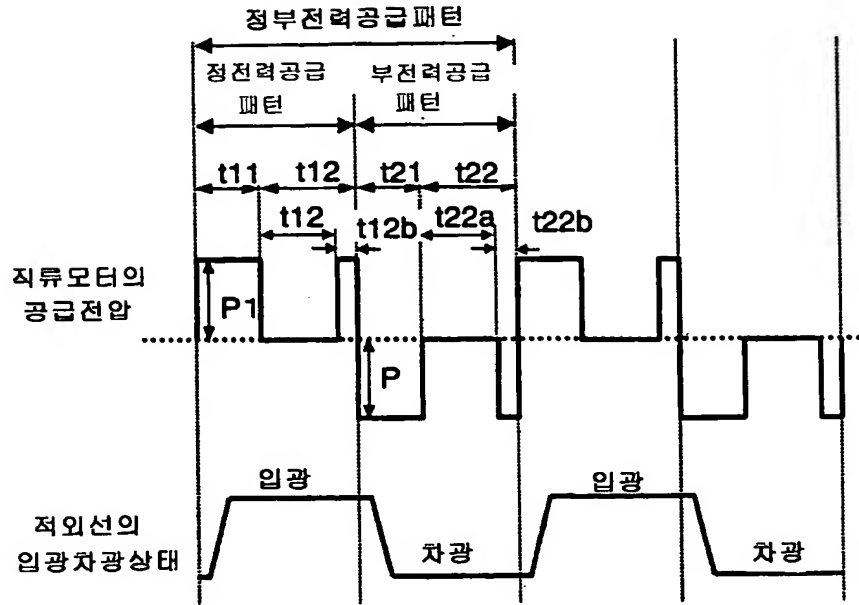 정부전력공급패턴
정전력공급
패턴
부전력공급
패턴
t11
t12
t21
t22
t12
t12b
t22a
t22b
직류모터의
공급전압
P1
P
입광
입광
적외선의
입광차광상태
차광
차광